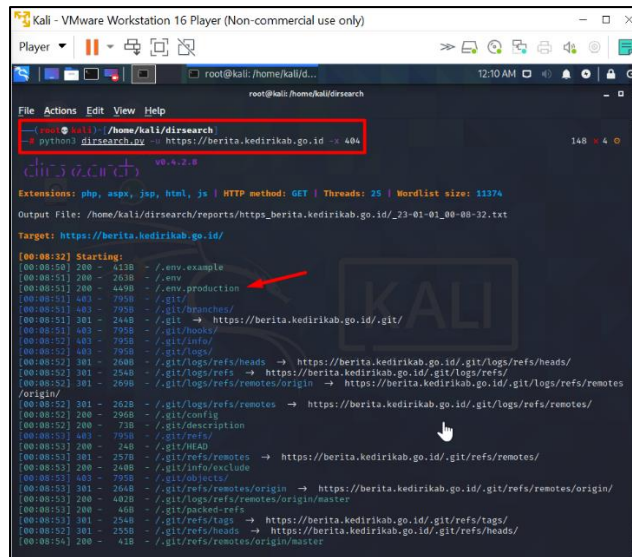 Kali - VMware Workstation 16 Player (Non-commercial use only)
Player
root@kali: /home/kali/d...
12:10 AM
root@kali: /home/kali/dirsearch
File Actions Edit View Help
(root kali)-[/home/kali/dirsearch]
# python3 dirsearch.py -u https://berita.kedirikab.go.id -x 404
148 × 4
v0.4.2.8
Extensions: php, aspx, jsp, html, js | HTTP method: GET | Threads: 25 | Wordlist size: 11374
Output File: /home/kali/dirsearch/reports/https_berita.kedirikab.go.id/_23-01-01_00-08-32.txt
Target: https://berita.kedirikab.go.id/
[00:08:32] Starting:
[00:08:50] 200 - 413B - /.env.example
[00:08:51] 200 - 263B - /.env
[00:08:51] 200 - 449B - /.env.production
[00:08:51] 403 - 795B - /.git/
[00:08:51] 403 - 795B - /.git/branches/
[00:08:51] 301 - 244B - /.git → https://berita.kedirikab.go.id/.git/
[00:08:52] 403 - 795B - /.git/hooks/
[00:08:52] 403 - 795B - /.git/info/
[00:08:52] 403 - 795B - /.git/logs/
[00:08:52] 301 - 260B - /.git/logs/refs/heads → https://berita.kedirikab.go.id/.git/logs/refs/heads/
[00:08:52] 301 - 254B - /.git/logs/refs → https://berita.kedirikab.go.id/.git/logs/refs/
[00:08:52] 301 - 269B - /.git/logs/refs/remotes/origin → https://berita.kedirikab.go.id/.git/logs/refs/remotes
/origin/
[00:08:52] 301 - 262B - /.git/logs/refs/remotes → https://berita.kedirikab.go.id/.git/logs/refs/remotes/
[00:08:52] 200 - 296B - /.git/config
[00:08:52] 200 - 73B - /.git/description
[00:08:53] 403 - 795B - /.git/refs/
[00:08:53] 200 - 24B - /.git/HEAD
[00:08:53] 301 - 257B - /.git/refs/remotes → https://berita.kedirikab.go.id/.git/refs/remotes/
[00:08:53] 200 - 240B - /.git/info/exclude
[00:08:53] 403 - 795B - /.git/objects/
[00:08:53] 301 - 264B - /.git/refs/remotes/origin → https://berita.kedirikab.go.id/.git/refs/remotes/origin/
[00:08:53] 200 - 402B - /.git/logs/refs/remotes/origin/master
[00:08:53] 200 - 46B - /.git/packed-refs
[00:08:53] 301 - 254B - /.git/refs/tags → https://berita.kedirikab.go.id/.git/refs/tags/
[00:08:52] 301 - 255B - /.git/refs/heads → https://berita.kedirikab.go.id/.git/refs/heads/
[00:08:54] 200 - 41B - /.git/refs/remotes/origin/master
KALI